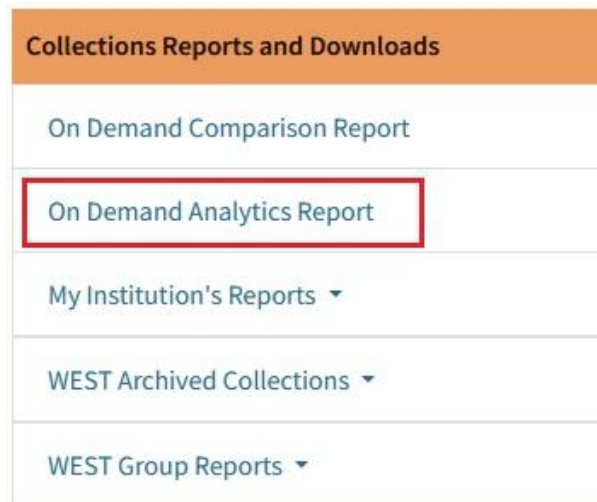 Collections Reports and Downloads
On Demand Comparison Report
On Demand Analytics Report
My Institution's Reports
WEST Archived Collections
WEST Group Reports